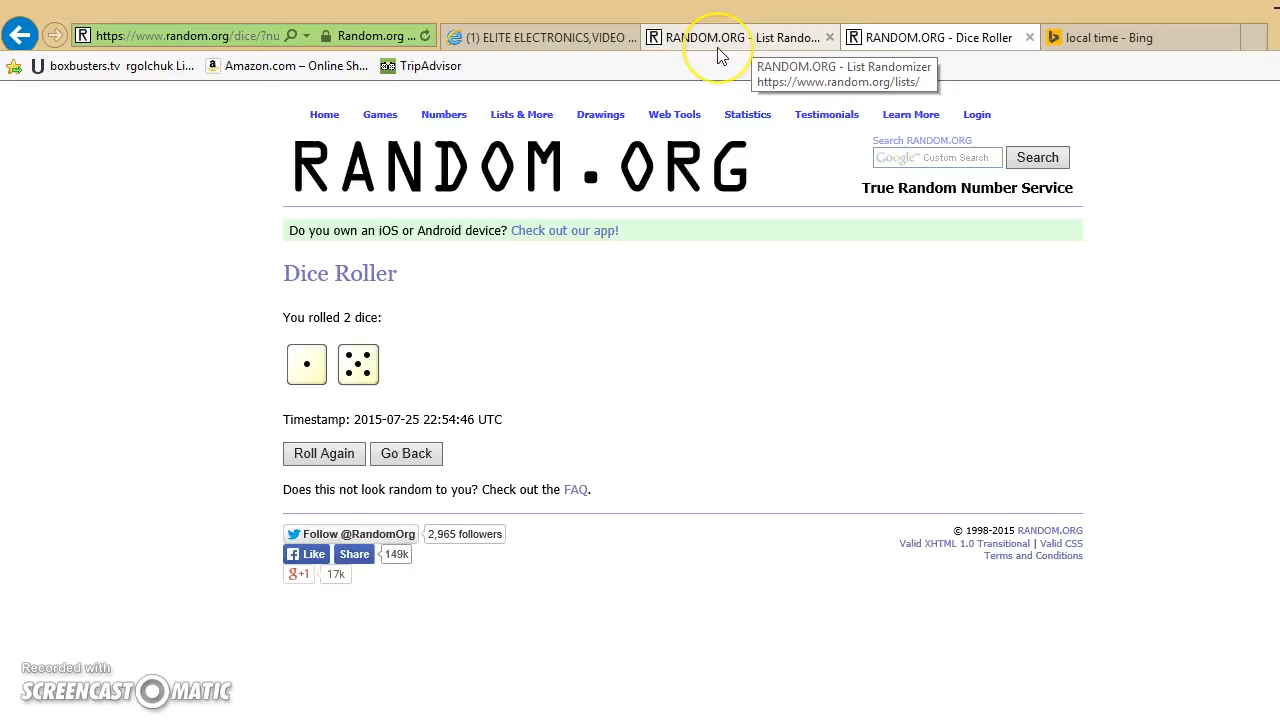 https://www.random.org/dice/?nu
Random.org ...
(1) ELITE ELECTRONICS,VIDEO ...
RANDOM.ORG - List Rando...
RANDOM.ORG - Dice Roller
local time - Bing
boxbusters.tv rgolchuk Li...
Amazon.com – Online Sh...
TripAdvisor
RANDOM.ORG - List Randomizer
https://www.random.org/lists/
Home Games Numbers Lists & More Drawings Web Tools Statistics Testimonials Learn More Login
Search RANDOM.ORG
Google™ Custom Search
Search
RANDOM.ORG
True Random Number Service
Do you own an iOS or Android device? Check out our app!
Dice Roller
You rolled 2 dice:
Timestamp: 2015-07-25 22:54:46 UTC
Roll Again Go Back
Does this not look random to you? Check out the FAQ.
Follow @RandomOrg 2,965 followers
Like Share 149k
g+1 17k
© 1998-2015 RANDOM.ORG
Valid XHTML 1.0 Transitional | Valid CSS
Terms and Conditions
Recorded with
SCREENCAST-O-MATIC